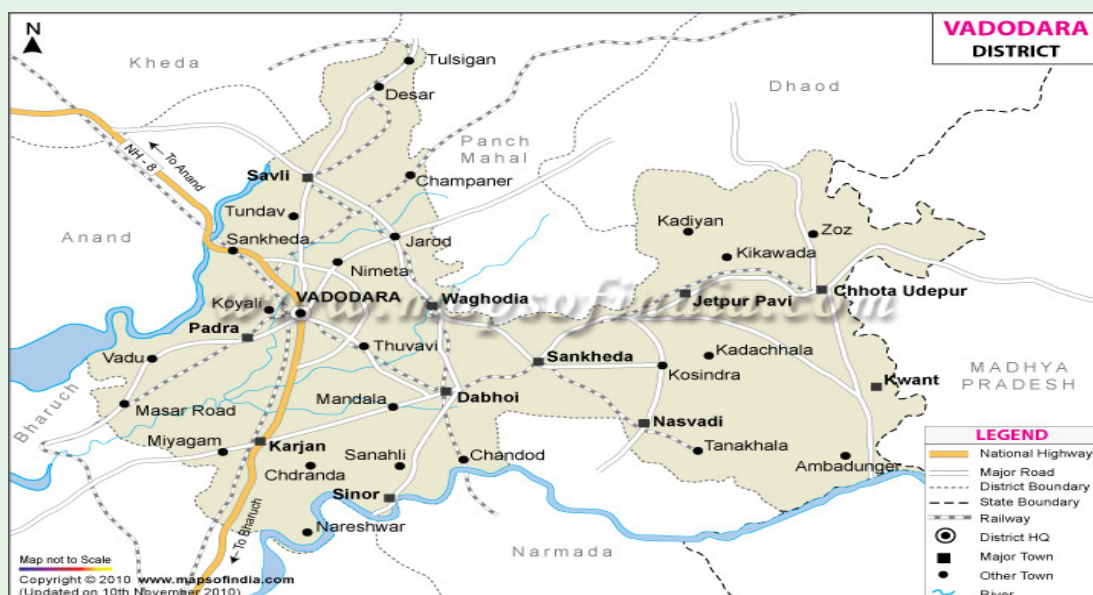 N
VADODARA
DISTRICT
Kheda
Tulsigan
Desar
Dhaod
Panch
Mahal
NH - 8
To Anand
Savli
Champaner
Tundav
Anand
Sankheda
Jarod
Kadiyan
Zoz
Kikawada
Nimeta
www.mapsofindia.com
Koyali
VADODARA
Waghodia
Jetpur Pavi
Chhota Udepur
Padra
Vadu
Thuvavi
Sankheda
Kadachhala
Kosindra
Kwant
MADHYA
PRADESH
Bharuch
Masar Road
Mandala
Dabhoi
Nasvadi
Miyagam
Karjan
Chdranda
Sanahli
Chandod
Tanakhala
Ambadunger
Sinor
Nareshwar
To Bharuch
Narmada
LEGEND
National Highway
Major Road
District Boundary
State Boundary
Railway
District HQ
Major Town
Other Town
River
Map not to Scale
Copyright © 2010 www.mapsofindia.com
(Updated on 10th November 2010)